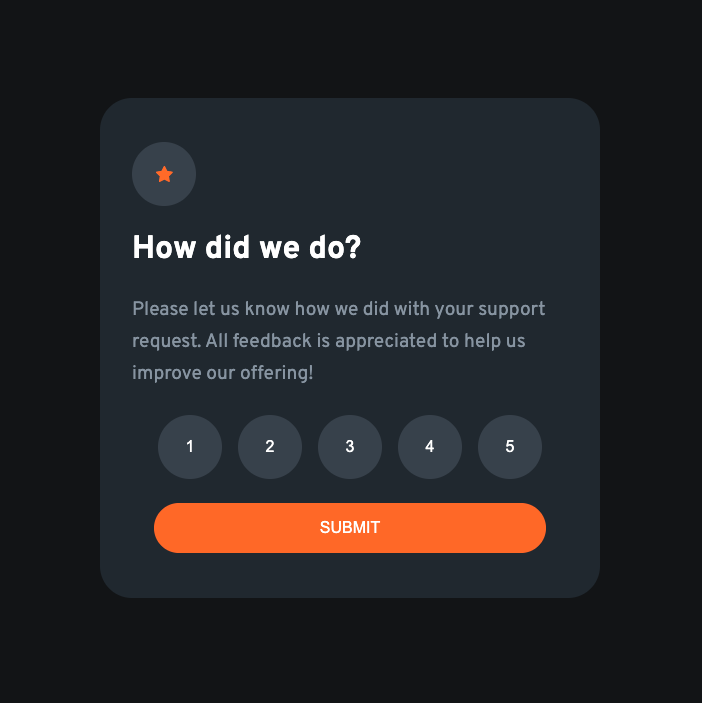 How did we do?
Please let us know how we did with your support
request. All feedback is appreciated to help us
improve our offering!
1 2 3 4 5
SUBMIT